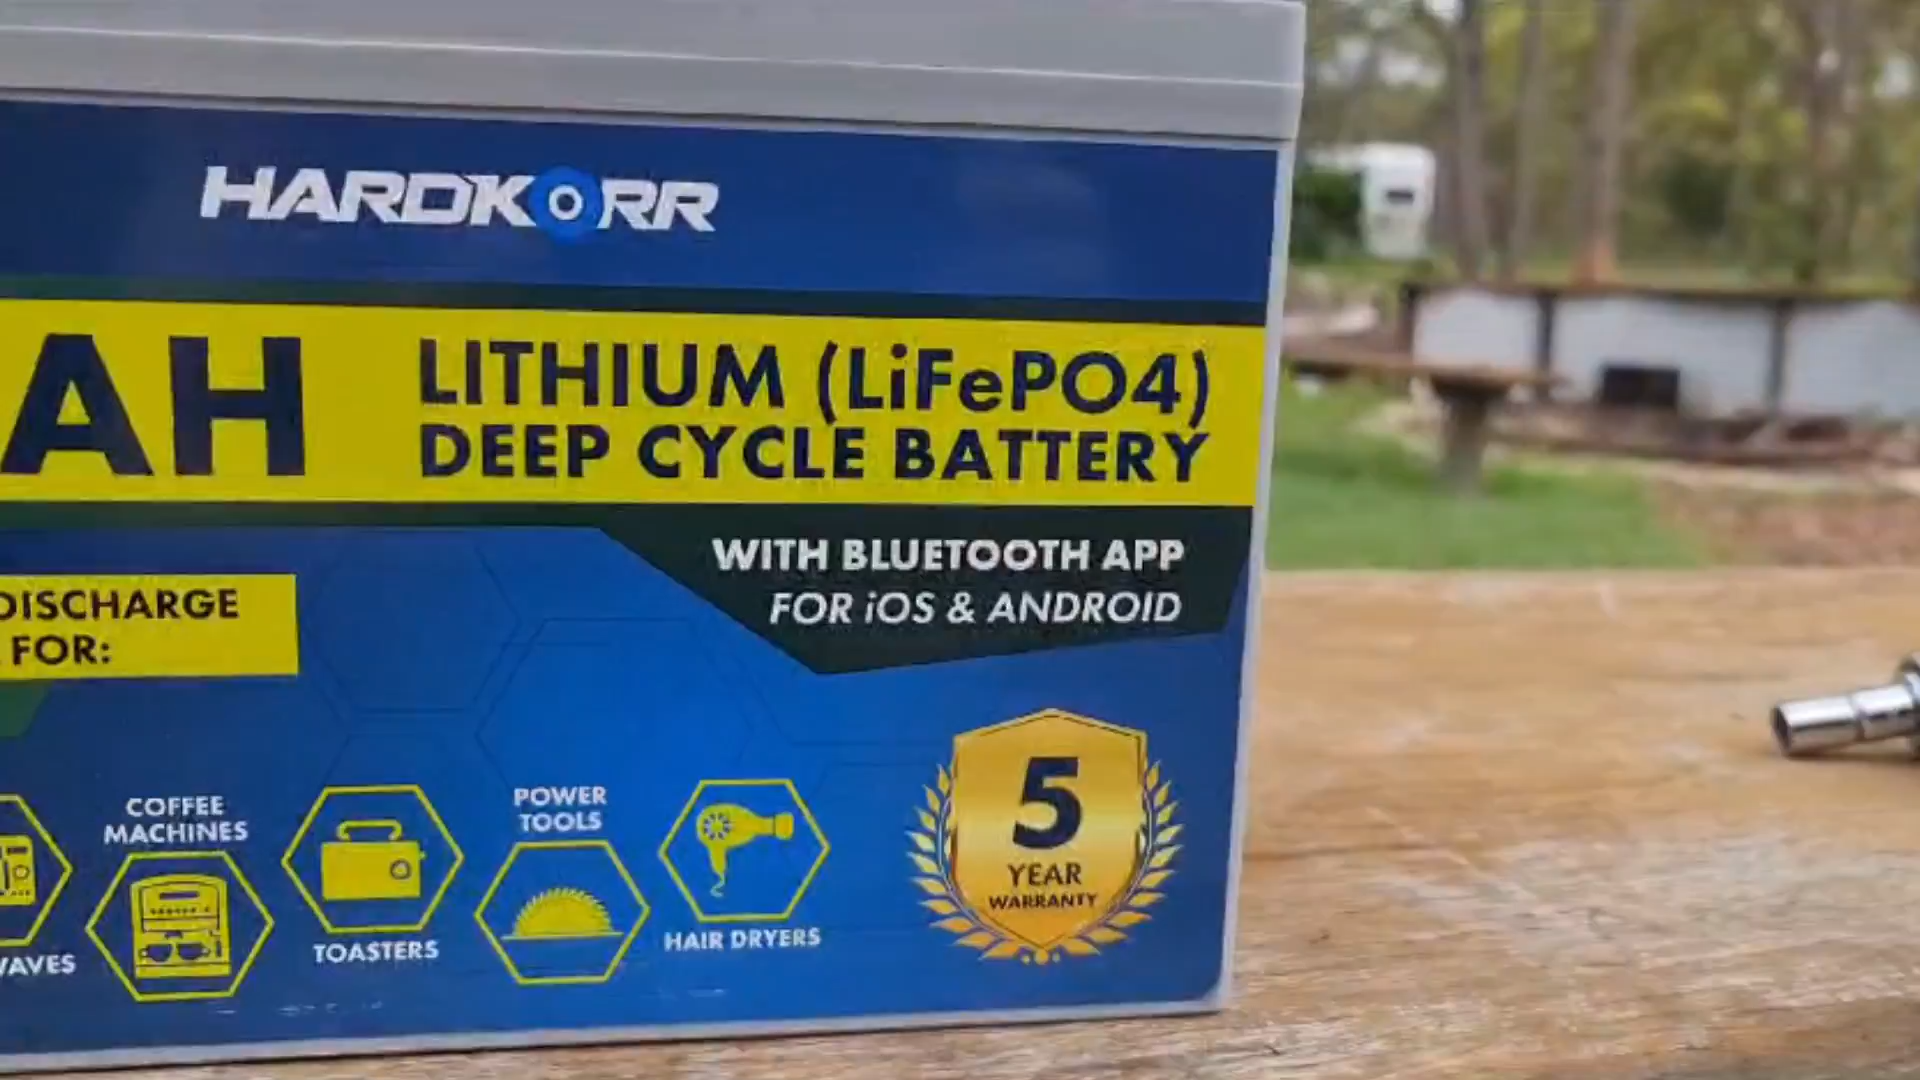 HARDKORR
AH
LITHIUM (LiFePO4)
DEEP CYCLE BATTERY
WITH BLUETOOTH APP
FOR iOS & ANDROID
DISCHARGE
FOR:
COFFEE
MACHINES
TOASTERS
POWER
TOOLS
HAIR DRYERS
5
YEAR
WARRANTY